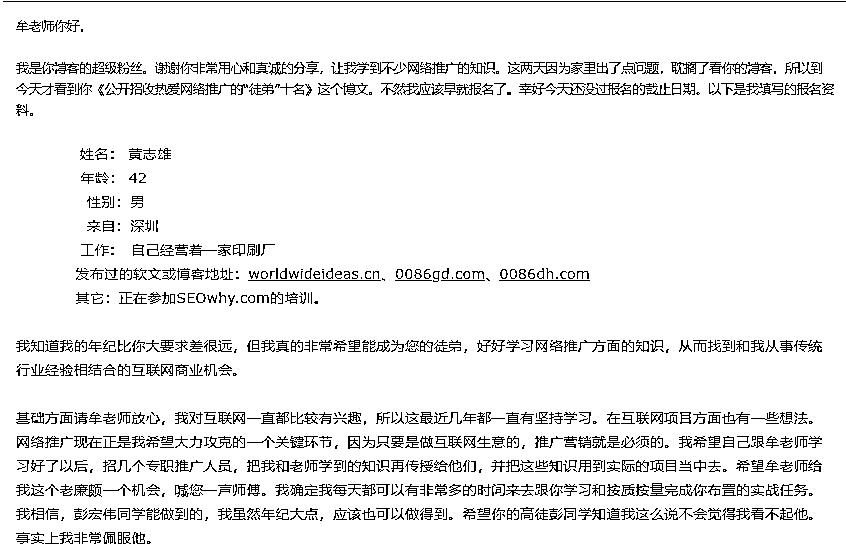 牟老师你好，
我是你博客的超级粉丝。谢谢你非常用心和真诚的分享，让我学到不少网络推广的知识。这两天因为家里出了点问题，耽搁了看你的博客，所以到
今天才看到你《公开招收热爱网络推广的“徒弟”十名》这个博文。不然我应该早就报名了。幸好今天还没过报名的截止日期。以下是我填写的报名资
料。
姓名： 黄志雄
年龄： 42
性别：男
来自：深圳
工作： 自己经营着一家印刷厂
发布过的软文或博客地址：worldwideideas.cn、0086gd.com、0086dh.com
其它：正在参加SEOwhy.com的培训。
我知道我的年纪比你大要求差很远，但我真的非常希望能成为您的徒弟，好好学习网络推广方面的知识，从而找到和我从事传统
行业经验相结合的互联网商业机会。
基础方面请牟老师放心，我对互联网一直都比较有兴趣，所以这最近几年都一直有坚持学习。在互联网项目方面也有一些想法。
网络推广现在正是我希望大力攻克的一个关键环节，因为只要是做互联网生意的，推广营销就是必须的。我希望自己跟牟老师学
习好了以后，招几个专职推广人员，把我和老师学到的知识再传授给他们，并把这些知识用到实际的项目当中去。希望牟老师给
我这个老廉颇一个机会，喊您一声师傅。我确定我每天都可以有非常多的时间来去跟你学习和按质按量完成你布置的实战任务。
我相信，彭宏伟同学能做到的，我虽然年纪大点，应该也可以做得到。希望你的高徒彭同学知道我这么说不会觉得我看不起他。
事实上我非常佩服他。